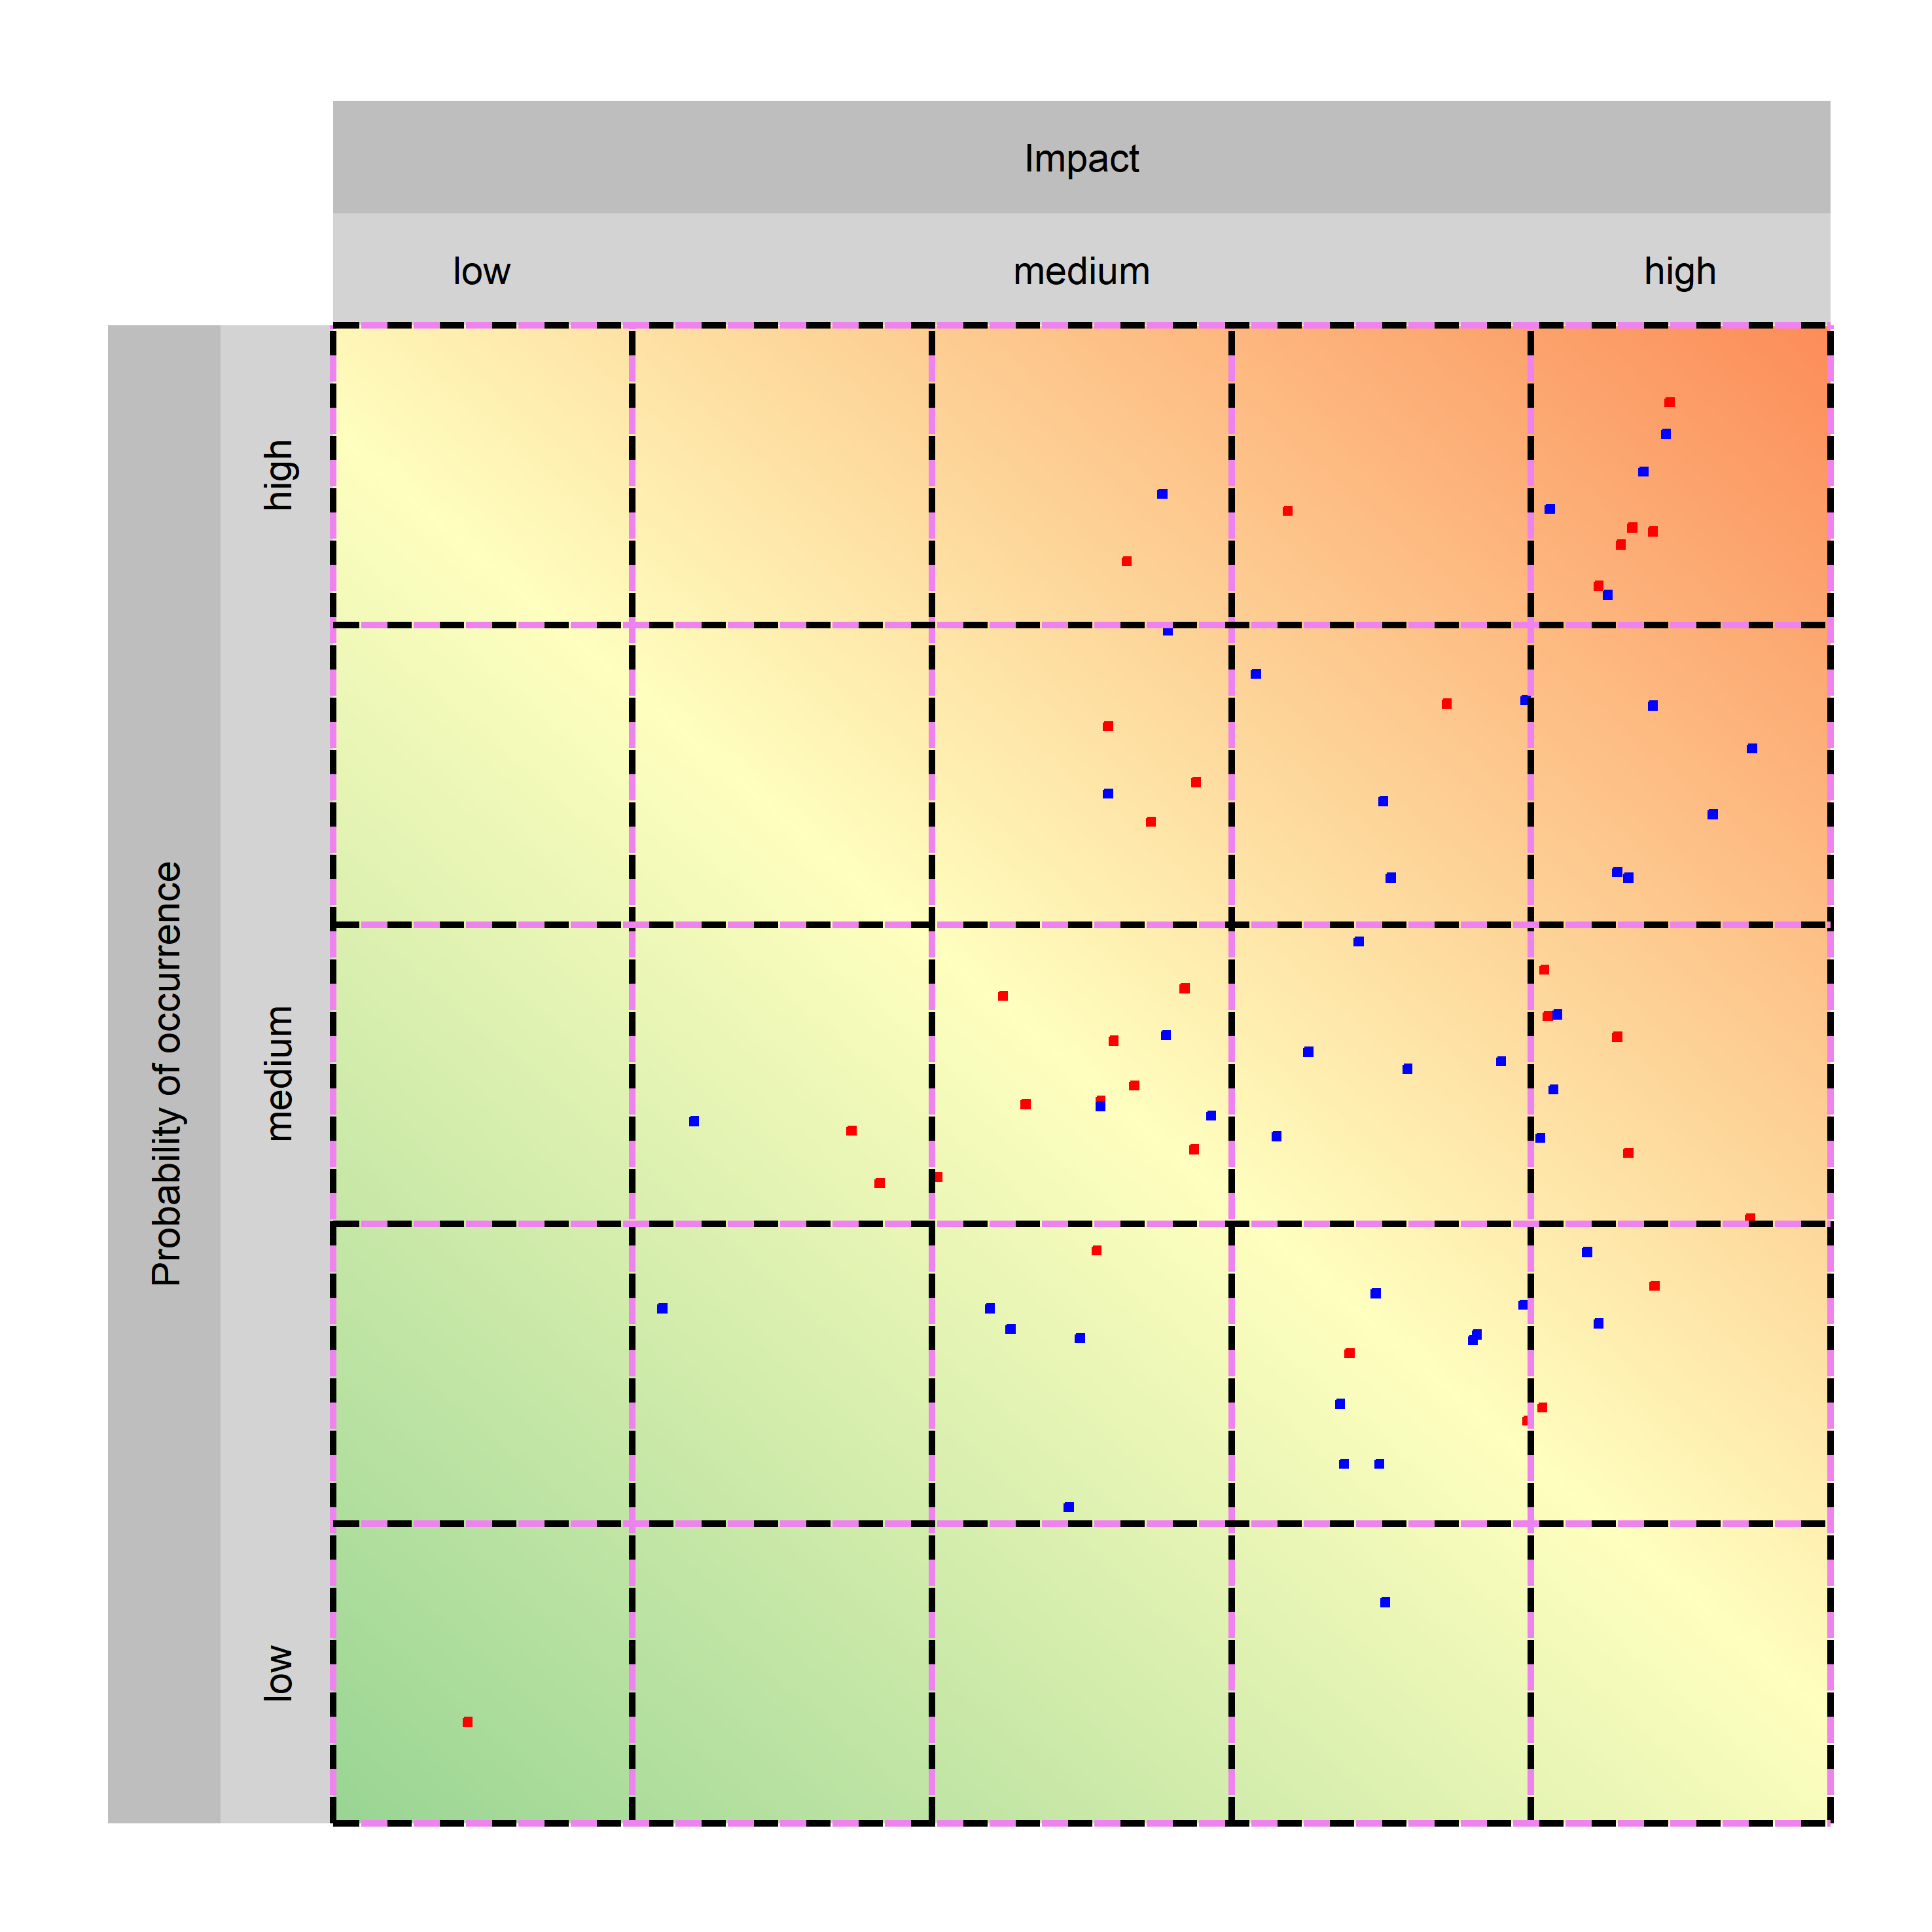 Impact
low
medium
high
Probability of occurrence
high
medium
low